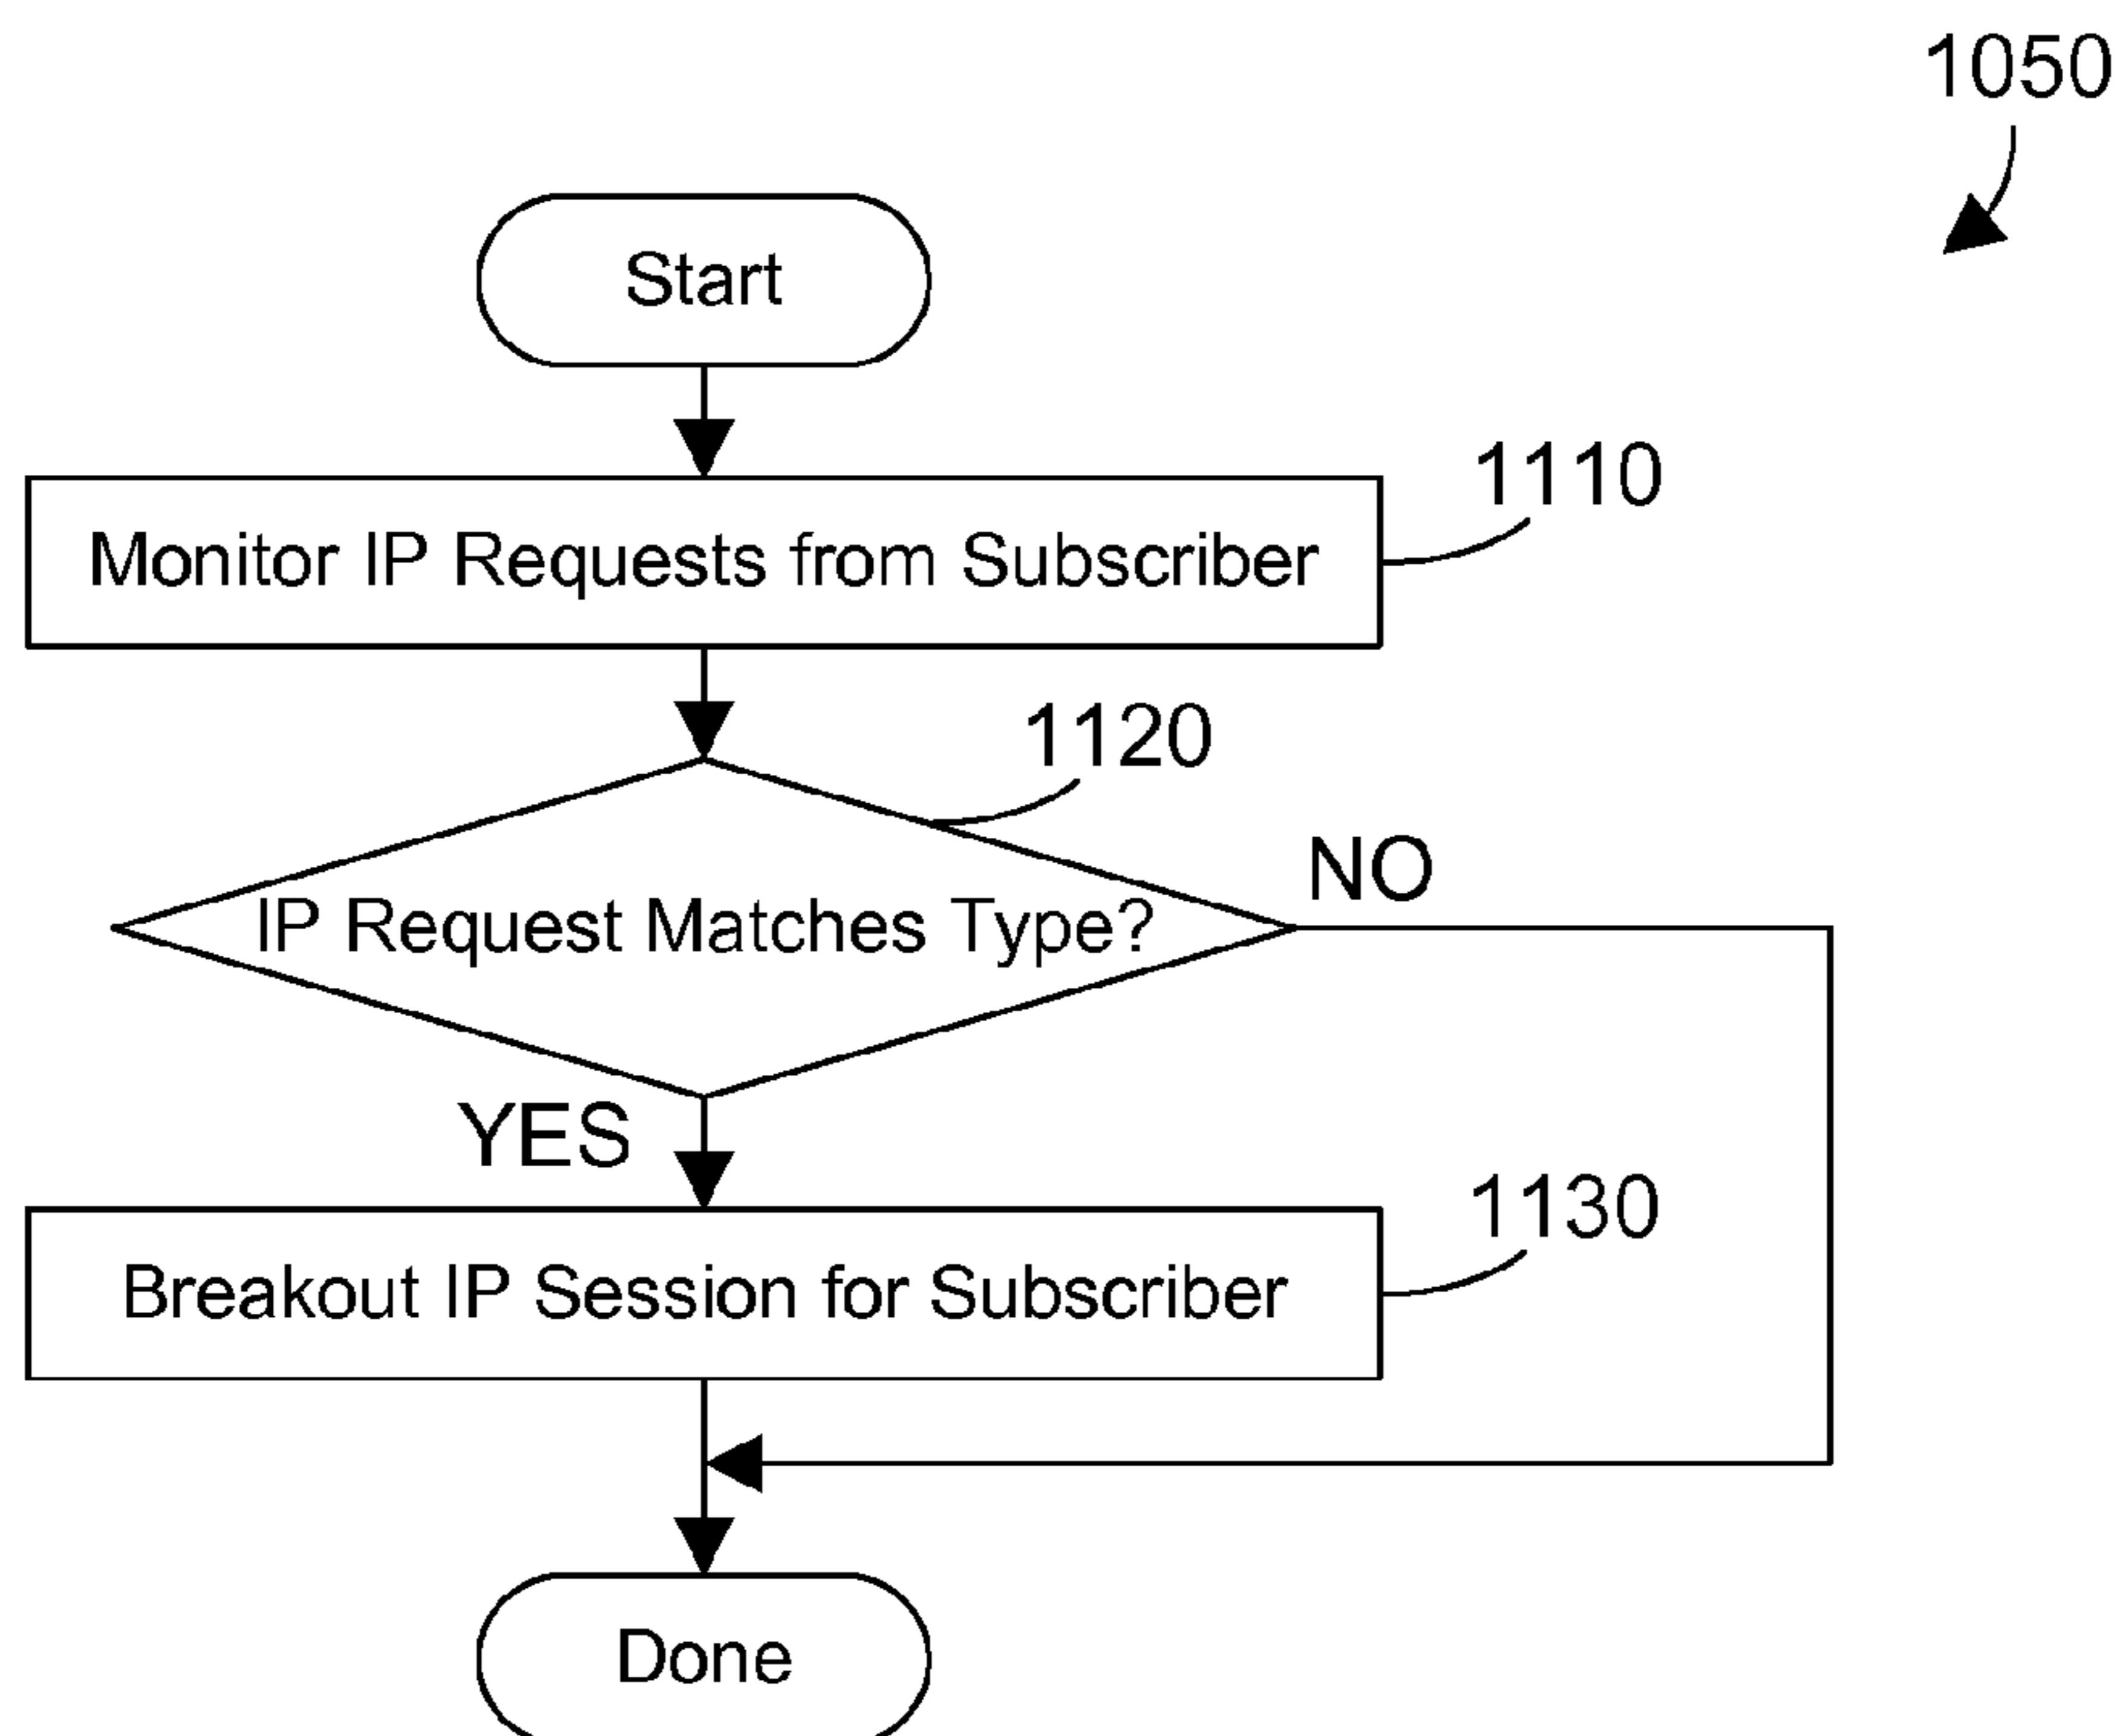 1050
Start
1110
Monitor IP Requests from Subscriber
1120
NO
IP Request Matches Type?
YES
1130
Breakout IP Session for Subscriber
Done